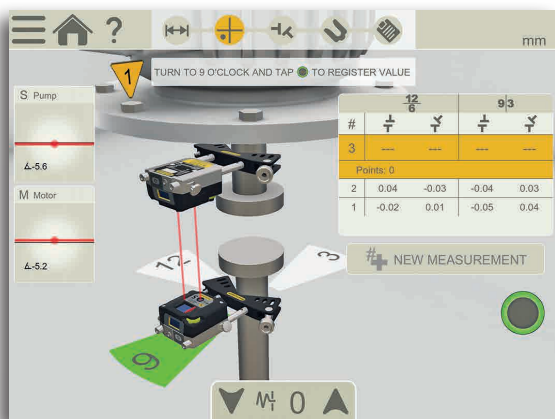 ?
mm
1
TURN TO 9 O'CLOCK AND TAP TO REGISTER VALUE
S Pump
-5.6
M Motor
-5.2
12 9 3
6
#
3 --- --- --- ---
Points: 0
2 0.04 -0.03 -0.04 0.03
1 -0.02 0.01 -0.05 0.04
# NEW MEASUREMENT
12
3
9
0